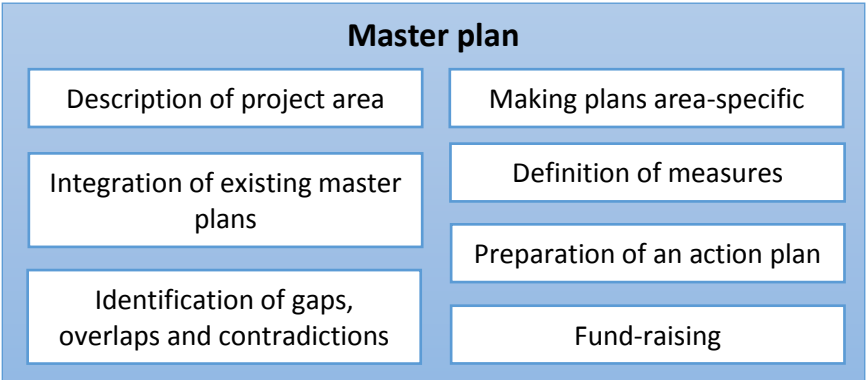 Master plan
Description of project area
Integration of existing master
plans
Identification of gaps,
overlaps and contradictions
Making plans area-specific
Definition of measures
Preparation of an action plan
Fund-raising